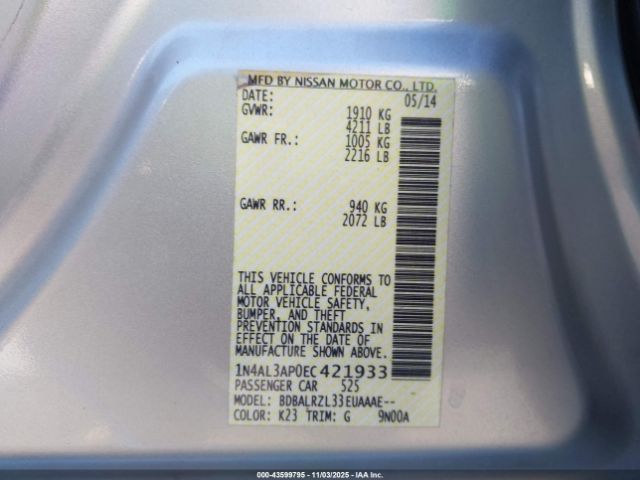 MFD BY NISSAN MOTOR CO., LTD.
DATE: 05/14
GVWR: 1910 KG
4211 LB
GAWR FR.: 1005 KG
2216 LB
GAWR RR.: 940 KG
2072 LB
THIS VEHICLE CONFORMS TO
ALL APPLICABLE FEDERAL
MOTOR VEHICLE SAFETY,
BUMPER, AND THEFT
PREVENTION STANDARDS IN
EFFECT ON THE DATE OF
MANUFACTURE SHOWN ABOVE.
1N4AL3AP0EC421933
PASSENGER CAR 525
MODEL: BDBALRZL33EUAAAE--
COLOR: K23 TRIM: G 9N00A
000-43599795 - 11/03/2025 - IAAI.COM